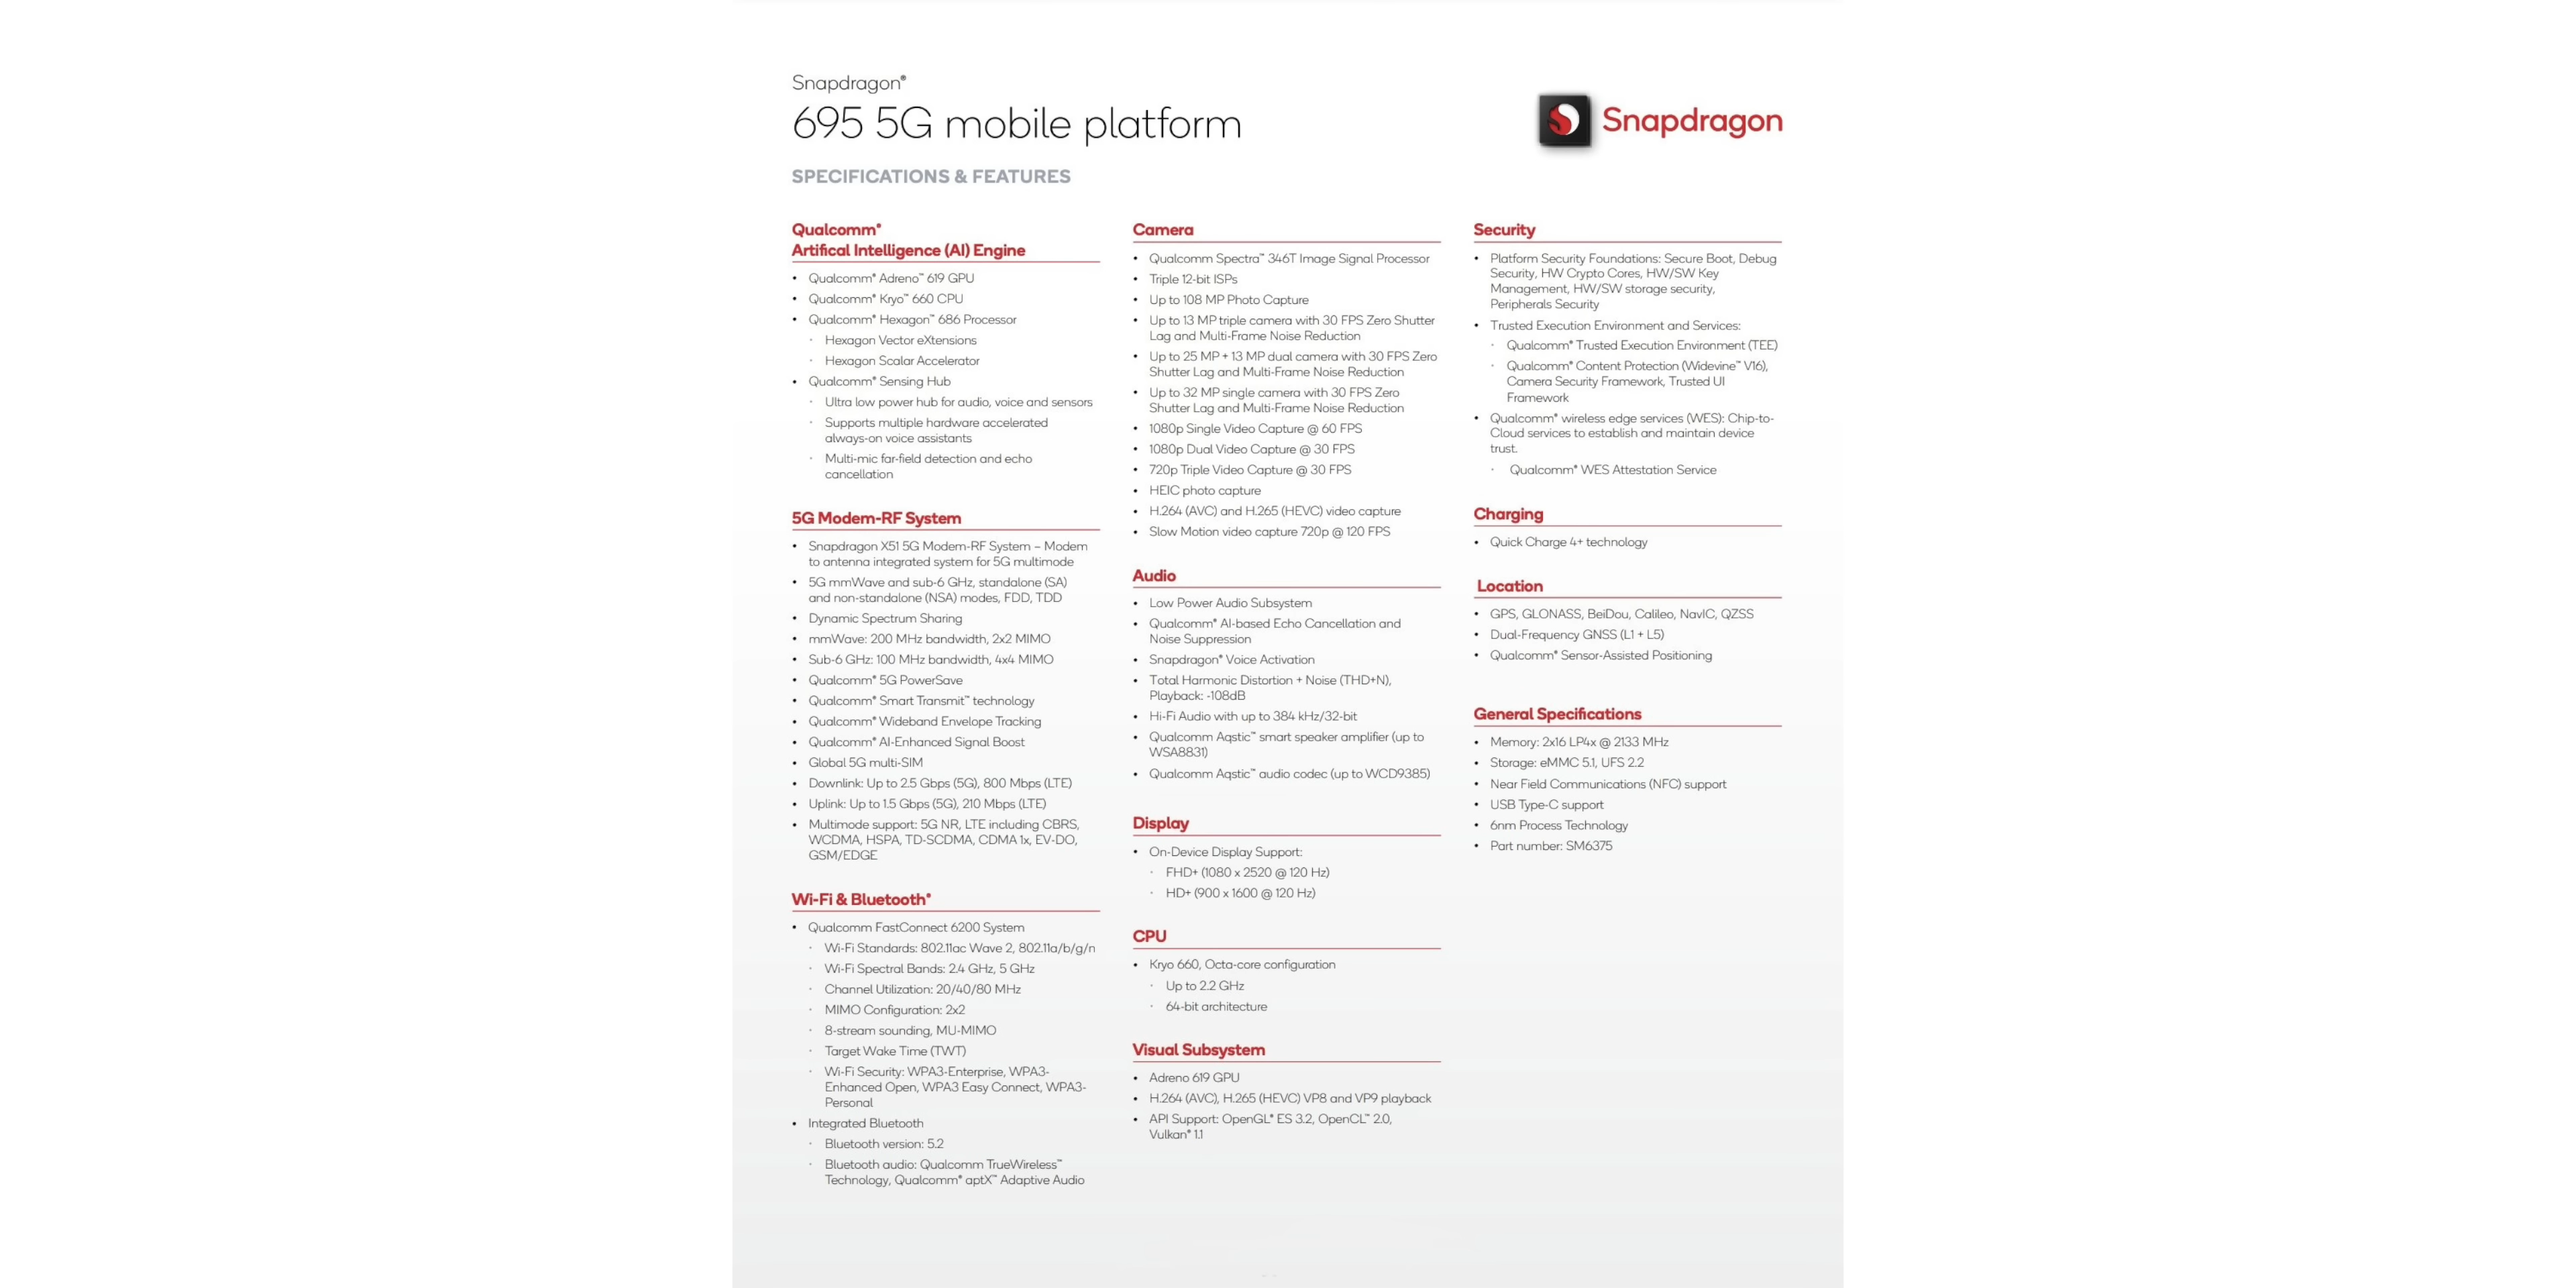 Snapdragon®
695 5G mobile platform
Snapdragon
SPECIFICATIONS & FEATURES
Qualcomm®
Artifical Intelligence (AI) Engine
• Qualcomm® Adreno™ 619 GPU
• Qualcomm® Kryo™ 660 CPU
• Qualcomm® Hexagon™ 686 Processor
· Hexagon Vector eXtensions
· Hexagon Scalar Accelerator
• Qualcomm® Sensing Hub
· Ultra low power hub for audio, voice and sensors
· Supports multiple hardware accelerated
always-on voice assistants
· Multi-mic far-field detection and echo
cancellation
5G Modem-RF System
• Snapdragon X51 5G Modem-RF System – Modem
to antenna integrated system for 5G multimode
• 5G mmWave and sub-6 GHz, standalone (SA)
and non-standalone (NSA) modes, FDD, TDD
• Dynamic Spectrum Sharing
• mmWave: 200 MHz bandwidth, 2x2 MIMO
• Sub-6 GHz: 100 MHz bandwidth, 4x4 MIMO
• Qualcomm® 5G PowerSave
• Qualcomm® Smart Transmit™ technology
• Qualcomm® Wideband Envelope Tracking
• Qualcomm® AI-Enhanced Signal Boost
• Global 5G multi-SIM
• Downlink: Up to 2.5 Gbps (5G), 800 Mbps (LTE)
• Uplink: Up to 1.5 Gbps (5G), 210 Mbps (LTE)
• Multimode support: 5G NR, LTE including CBRS,
WCDMA, HSPA, TD-SCDMA, CDMA 1x, EV-DO,
GSM/EDGE
Wi-Fi & Bluetooth®
• Qualcomm FastConnect 6200 System
· Wi-Fi Standards: 802.11ac Wave 2, 802.11a/b/g/n
· Wi-Fi Spectral Bands: 2.4 GHz, 5 GHz
· Channel Utilization: 20/40/80 MHz
· MIMO Configuration: 2x2
· 8-stream sounding, MU-MIMO
· Target Wake Time (TWT)
· Wi-Fi Security: WPA3-Enterprise, WPA3-
Enhanced Open, WPA3 Easy Connect, WPA3-
Personal
• Integrated Bluetooth
· Bluetooth version: 5.2
· Bluetooth audio: Qualcomm TrueWireless™
Technology, Qualcomm® aptX™ Adaptive Audio
Camera
• Qualcomm Spectra™ 346T Image Signal Processor
• Triple 12-bit ISPs
• Up to 108 MP Photo Capture
• Up to 13 MP triple camera with 30 FPS Zero Shutter
Lag and Multi-Frame Noise Reduction
• Up to 25 MP + 13 MP dual camera with 30 FPS Zero
Shutter Lag and Multi-Frame Noise Reduction
• Up to 32 MP single camera with 30 FPS Zero
Shutter Lag and Multi-Frame Noise Reduction
• 1080p Single Video Capture @ 60 FPS
• 1080p Dual Video Capture @ 30 FPS
• 720p Triple Video Capture @ 30 FPS
• HEIC photo capture
• H.264 (AVC) and H.265 (HEVC) video capture
• Slow Motion video capture 720p @ 120 FPS
Audio
• Low Power Audio Subsystem
• Qualcomm® AI-based Echo Cancellation and
Noise Suppression
• Snapdragon® Voice Activation
• Total Harmonic Distortion + Noise (THD+N),
Playback: -108dB
• Hi-Fi Audio with up to 384 kHz/32-bit
• Qualcomm Aqstic™ smart speaker amplifier (up to
WSA8831)
• Qualcomm Aqstic™ audio codec (up to WCD9385)
Display
• On-Device Display Support:
· FHD+ (1080 x 2520 @ 120 Hz)
· HD+ (900 x 1600 @ 120 Hz)
CPU
• Kryo 660, Octa-core configuration
· Up to 2.2 GHz
· 64-bit architecture
Visual Subsystem
• Adreno 619 GPU
• H.264 (AVC), H.265 (HEVC) VP8 and VP9 playback
• API Support: OpenGL® ES 3.2, OpenCL™ 2.0,
Vulkan® 1.1
Security
• Platform Security Foundations: Secure Boot, Debug
Security, HW Crypto Cores, HW/SW Key
Management, HW/SW storage security,
Peripherals Security
• Trusted Execution Environment and Services:
· Qualcomm® Trusted Execution Environment (TEE)
· Qualcomm® Content Protection (Widevine™ V16),
Camera Security Framework, Trusted UI
Framework
• Qualcomm® wireless edge services (WES): Chip-to-
Cloud services to establish and maintain device
trust.
· Qualcomm® WES Attestation Service
Charging
• Quick Charge 4+ technology
Location
• GPS, GLONASS, BeiDou, Calileo, NavIC, QZSS
• Dual-Frequency GNSS (L1 + L5)
• Qualcomm® Sensor-Assisted Positioning
General Specifications
• Memory: 2x16 LP4x @ 2133 MHz
• Storage: eMMC 5.1, UFS 2.2
• Near Field Communications (NFC) support
• USB Type-C support
• 6nm Process Technology
• Part number: SM6375